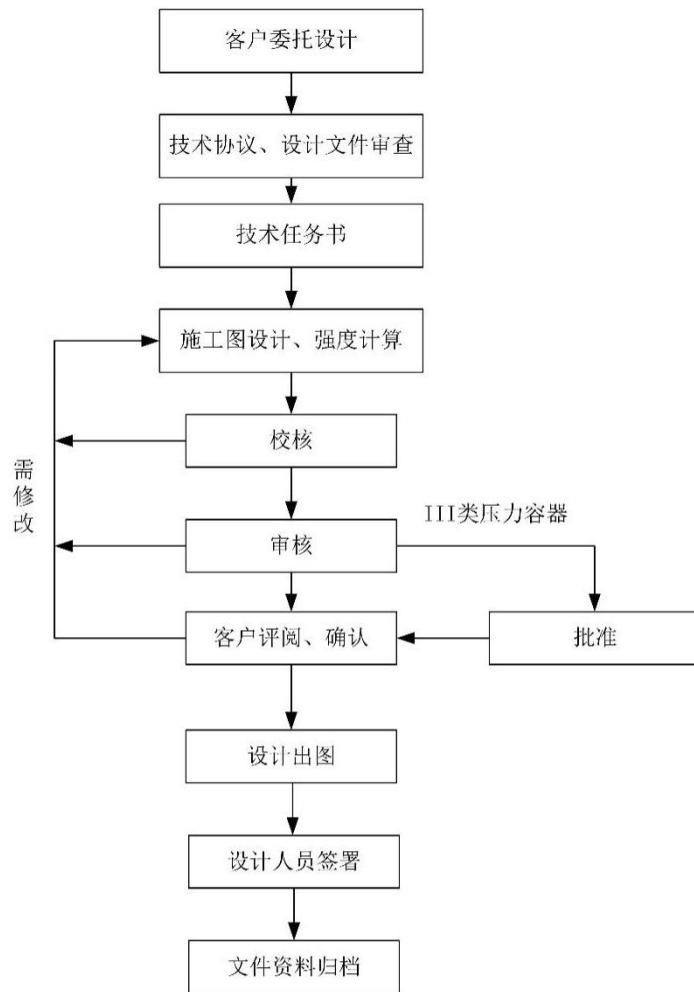 客户委托设计
技术协议、设计文件审查
技术任务书
施工图设计、强度计算
校核
需修改
III类压力容器
审核
客户评阅、确认
批准
设计出图
设计人员签署
文件资料归档